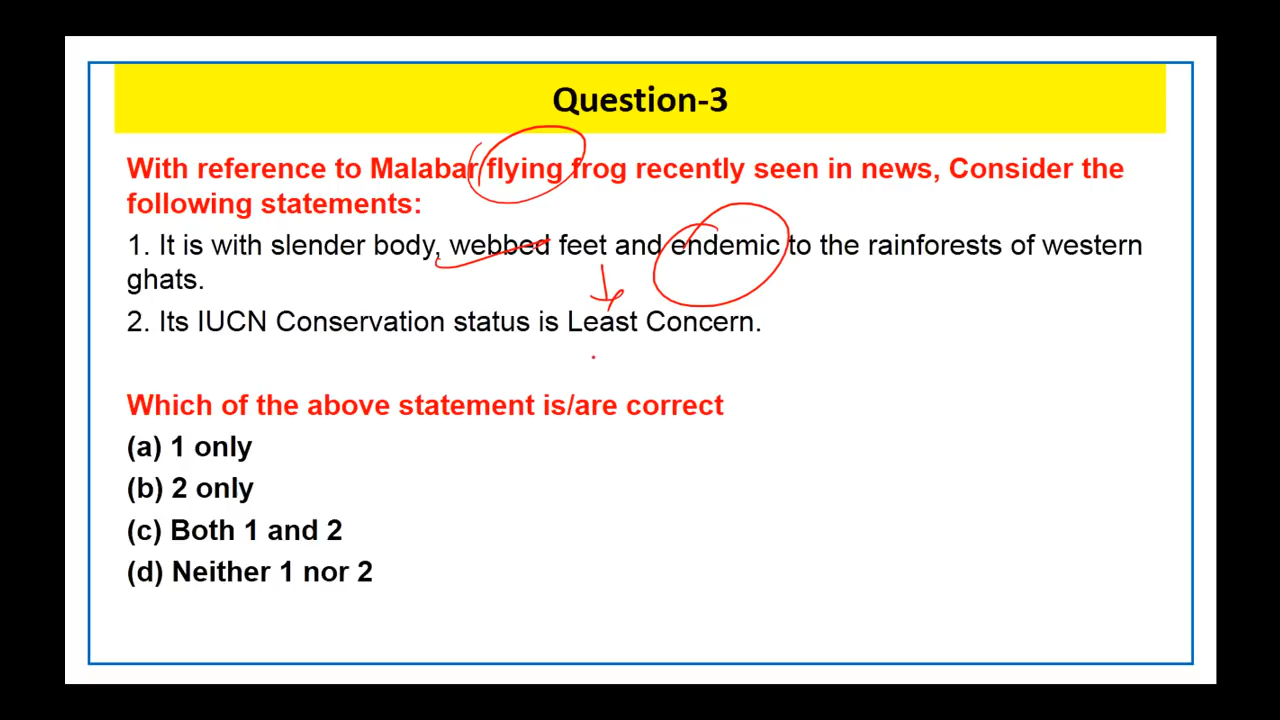 Question-3
With reference to Malabar flying frog recently seen in news, Consider the
following statements:
1. It is with slender body, webbed feet and endemic to the rainforests of western
ghats.
2. Its IUCN Conservation status is Least Concern.
Which of the above statement is/are correct
(a) 1 only
(b) 2 only
(c) Both 1 and 2
(d) Neither 1 nor 2